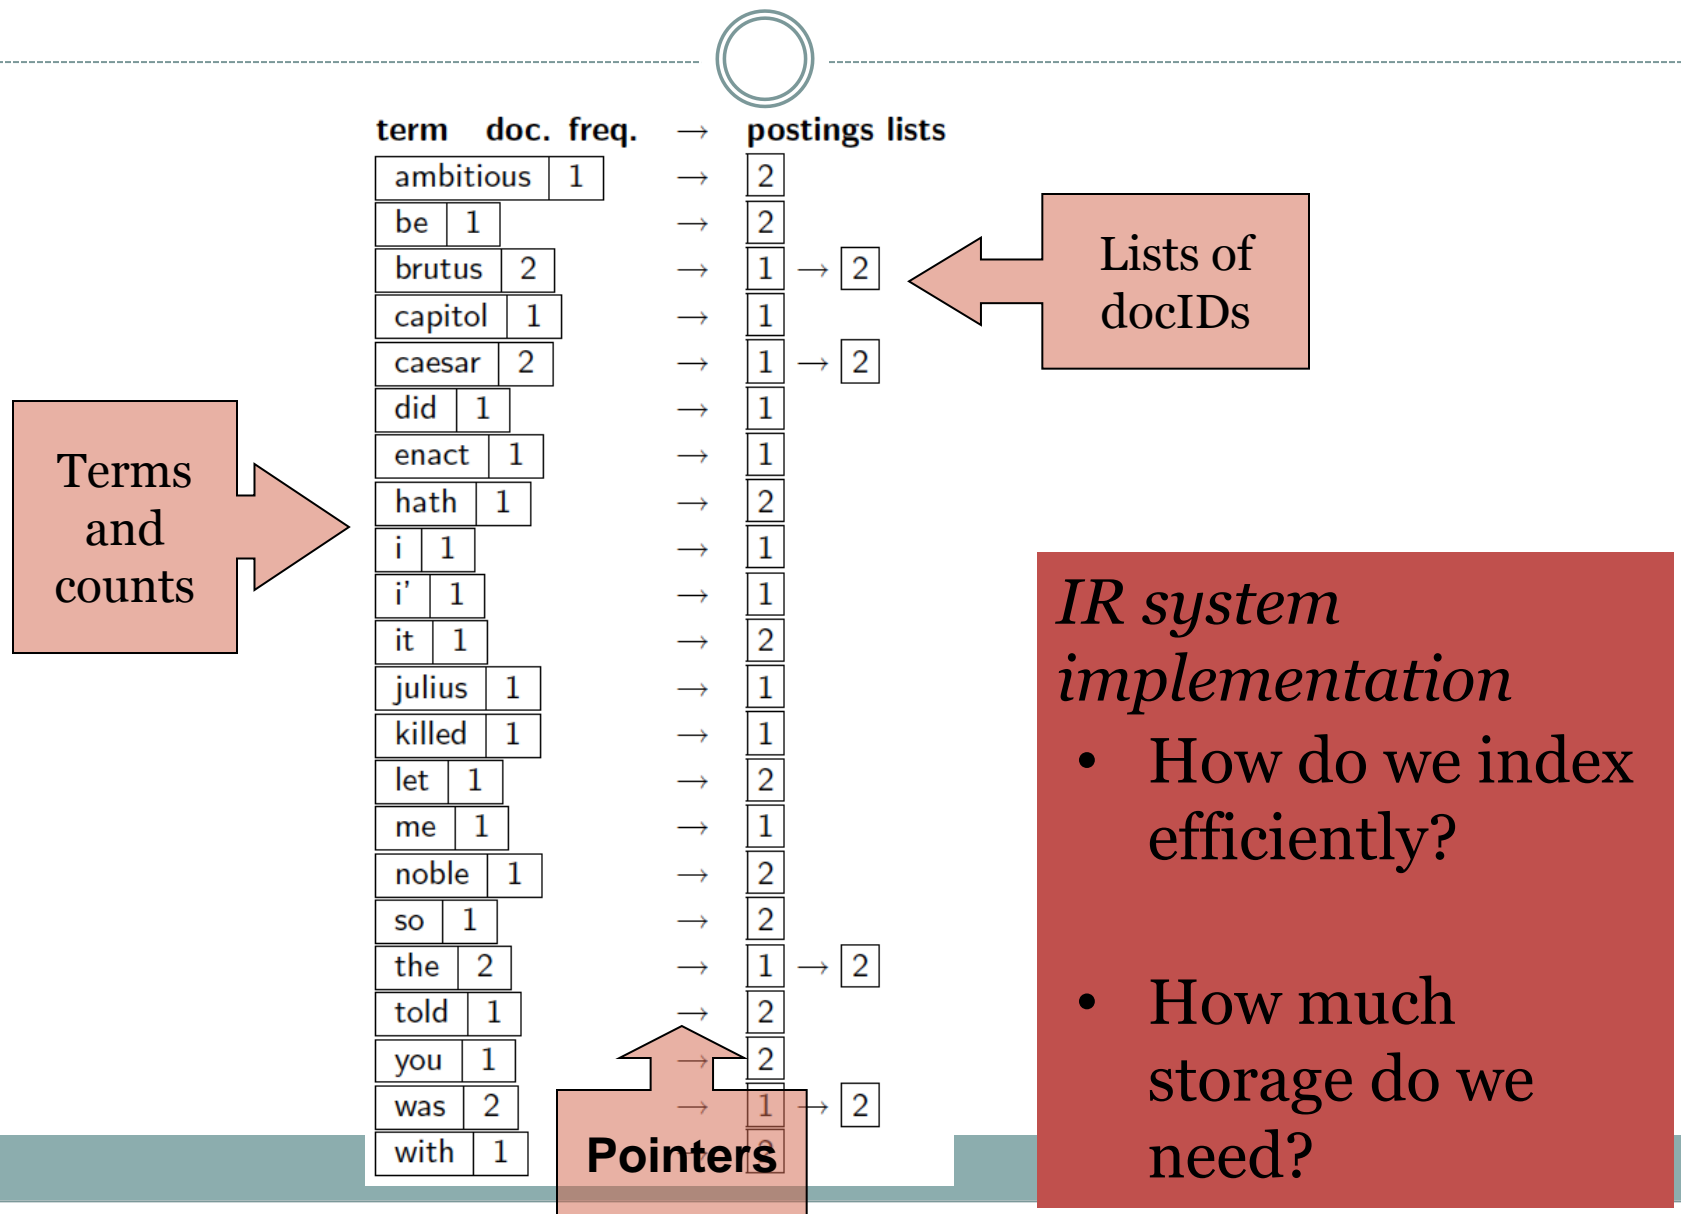 term doc. freq. → postings lists
ambitious 1 → 2
be 1 → 2
brutus 2 → 1 → 2
capitol 1 → 1
caesar 2 → 1 → 2
did 1 → 1
enact 1 → 1
hath 1 → 2
i 1 → 1
i' 1 → 1
it 1 → 2
julius 1 → 1
killed 1 → 1
let 1 → 2
me 1 → 1
noble 1 → 2
so 1 → 2
the 2 → 1 → 2
told 1 → 2
you 1 → 2
was 2 → 1 → 2
with 1 → 2
Terms
and
counts
Lists of
docIDs
Pointers
IR system
implementation
• How do we index
efficiently?
• How much
storage do we
need?